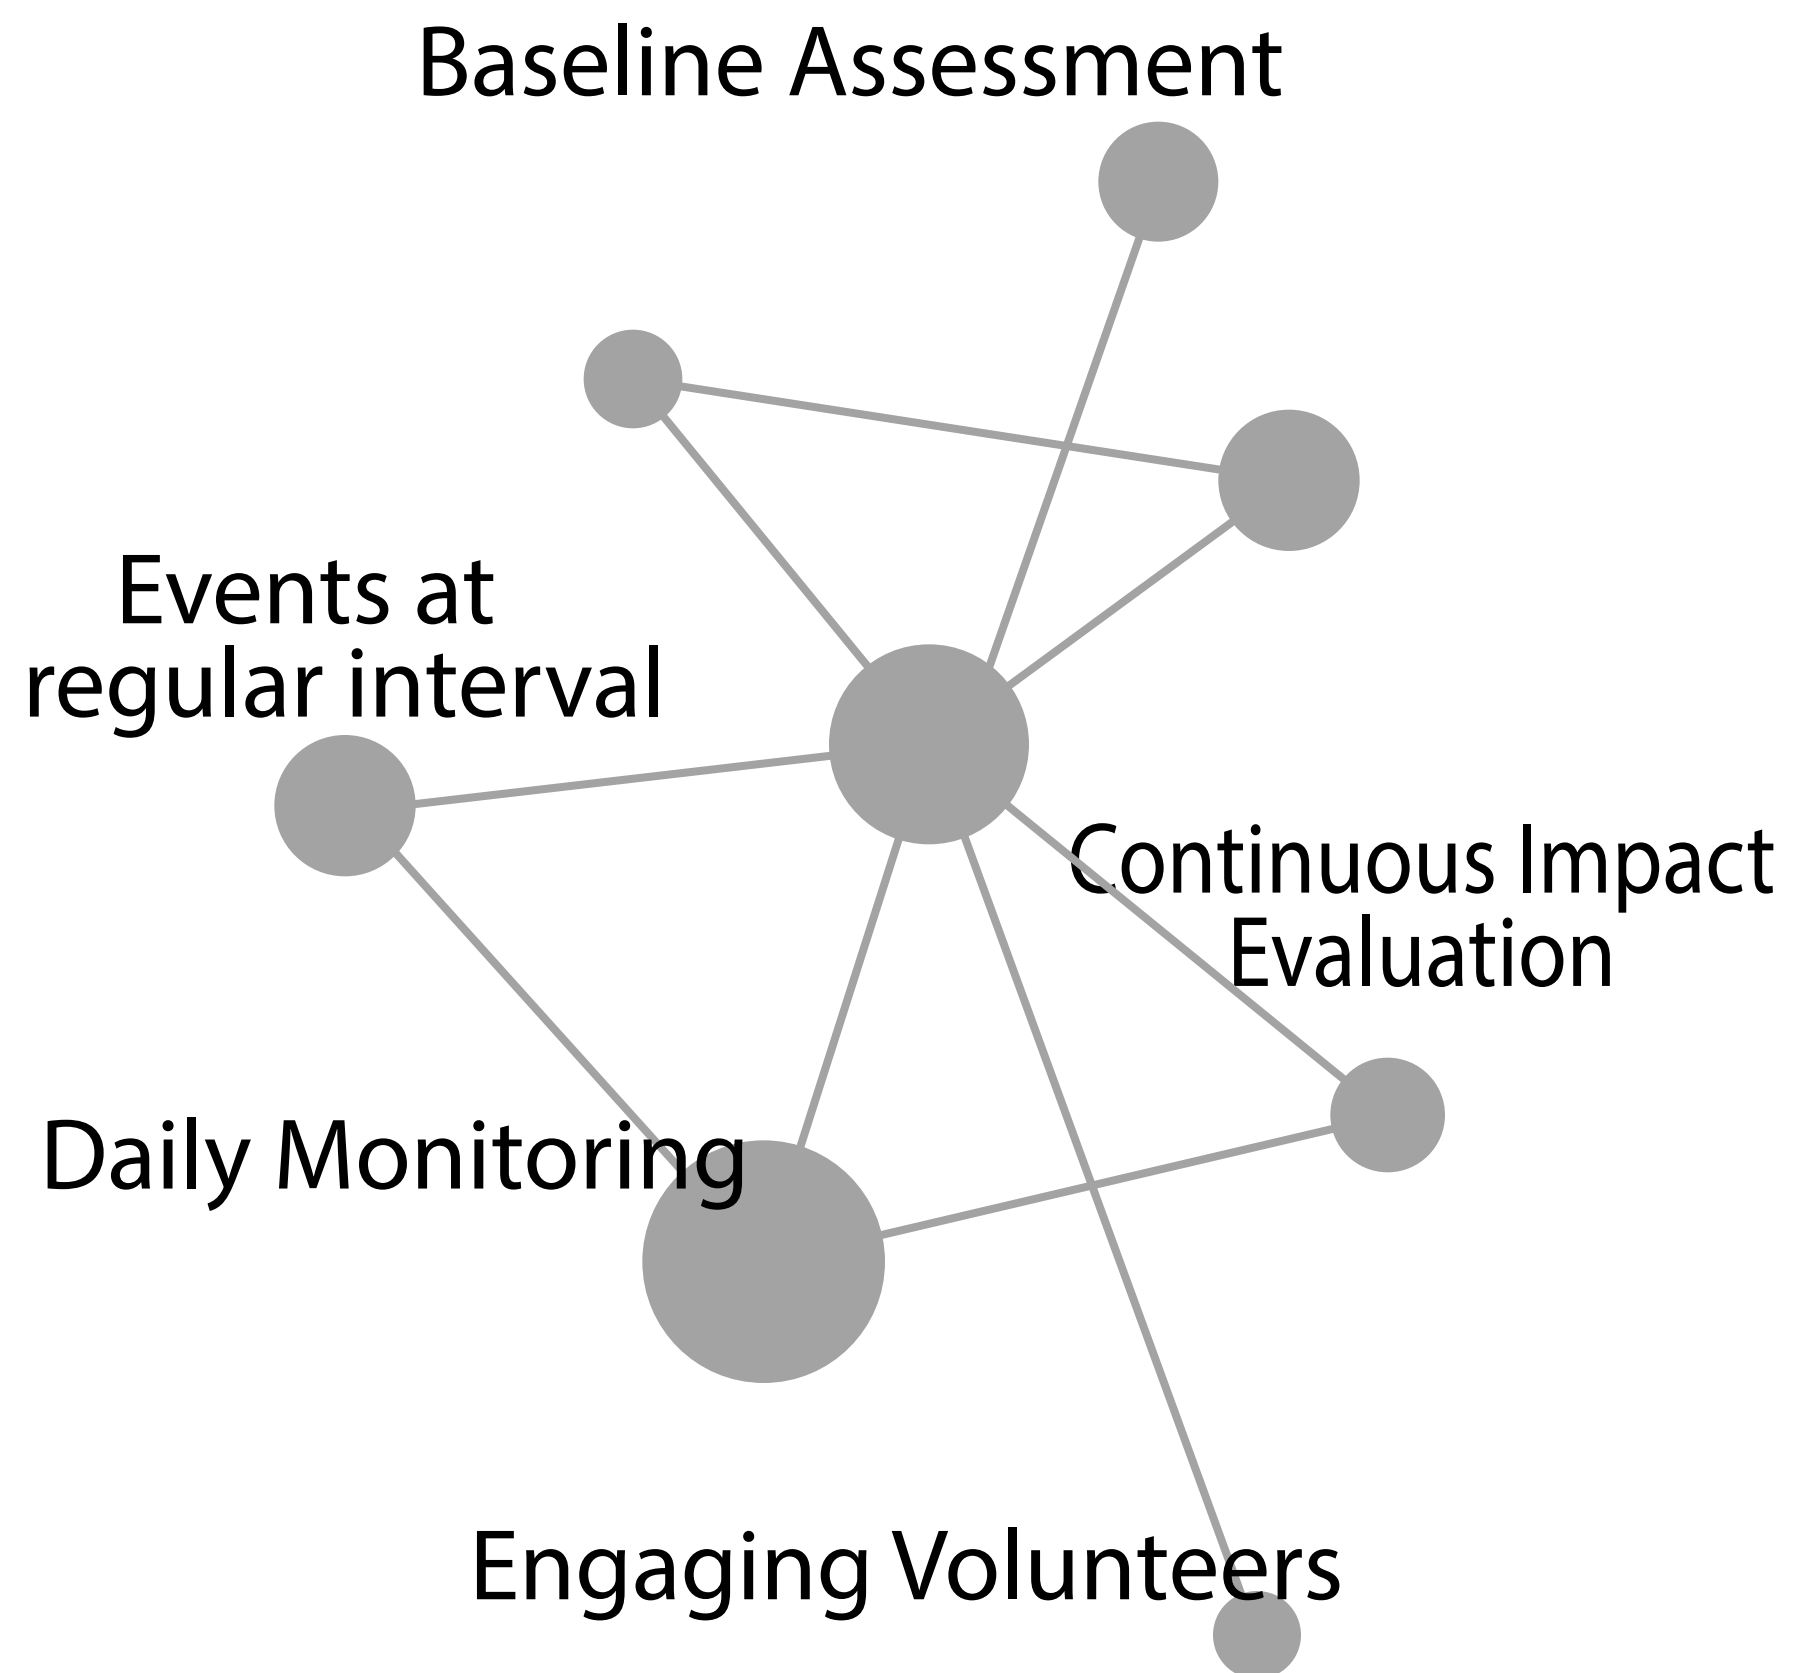 Baseline Assessment
Events at
regular interval
Continuous Impact
Evaluation
Daily Monitoring
Engaging Volunteers